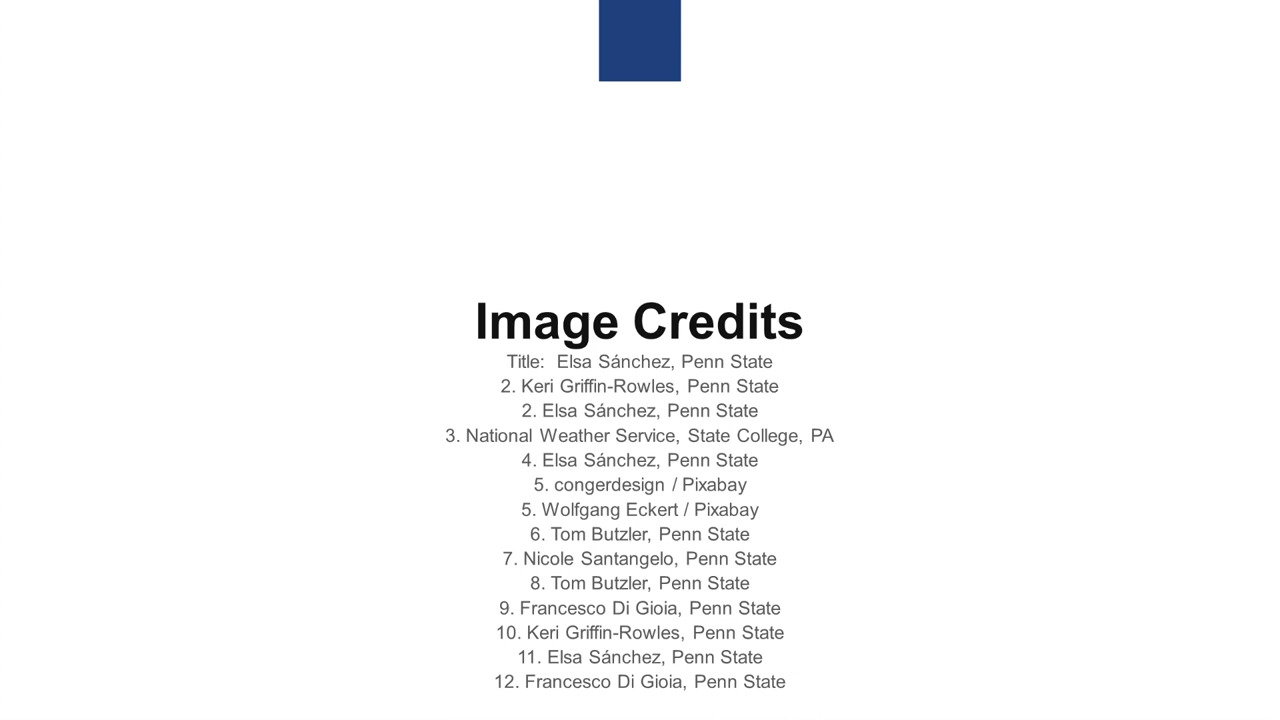 Image Credits
Title: Elsa Sánchez, Penn State
2. Keri Griffin-Rowles, Penn State
2. Elsa Sánchez, Penn State
3. National Weather Service, State College, PA
4. Elsa Sánchez, Penn State
5. congerdesign / Pixabay
5. Wolfgang Eckert / Pixabay
6. Tom Butzler, Penn State
7. Nicole Santangelo, Penn State
8. Tom Butzler, Penn State
9. Francesco Di Gioia, Penn State
10. Keri Griffin-Rowles, Penn State
11. Elsa Sánchez, Penn State
12. Francesco Di Gioia, Penn State